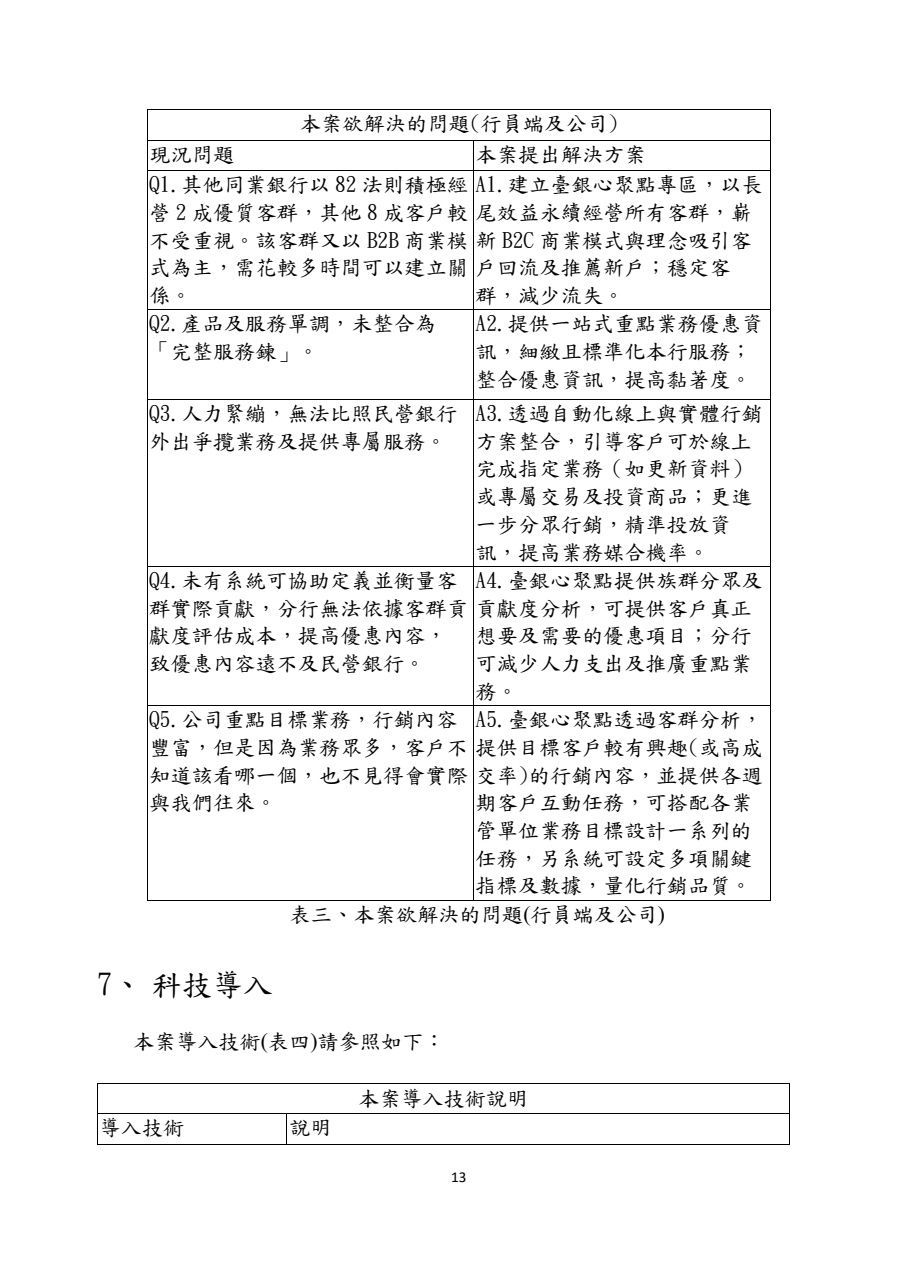 本案欲解決的問題(行員端及公司)
現況問題
本案提出解決方案
Q1.其他同業銀行以 82 法則積極經
營 2 成優質客群，其他 8 成客戶較
不受重視。該客群又以 B2B 商業模
式為主，需花較多時間可以建立關
係。
A1.建立臺銀心聚點專區，以長
尾效益永續經營所有客群，嶄
新 B2C 商業模式與理念吸引客
戶回流及推薦新戶；穩定客
群，減少流失。
Q2.產品及服務單調，未整合為
「完整服務鍊」。
A2.提供一站式重點業務優惠資
訊，細緻且標準化本行服務；
整合優惠資訊，提高黏著度。
Q3.人力緊繃，無法比照民營銀行
外出爭攬業務及提供專屬服務。
A3.透過自動化線上與實體行銷
方案整合，引導客戶可於線上
完成指定業務（如更新資料）
或專屬交易及投資商品；更進
一步分眾行銷，精準投放資
訊，提高業務媒合機率。
Q4.未有系統可協助定義並衡量客
群實際貢獻，分行無法依據客群貢
獻度評估成本，提高優惠內容，
致優惠內容遠不及民營銀行。
A4.臺銀心聚點提供族群分眾及
貢獻度分析，可提供客戶真正
想要及需要的優惠項目；分行
可減少人力支出及推廣重點業
務。
Q5.公司重點目標業務，行銷內容
豐富，但是因為業務眾多，客戶不
知道該看哪一個，也不見得會實際
與我們往來。
A5.臺銀心聚點透過客群分析，
提供目標客戶較有興趣(或高成
交率)的行銷內容，並提供各週
期客戶互動任務，可搭配各業
管單位業務目標設計一系列的
任務，另系統可設定多項關鍵
指標及數據，量化行銷品質。
表三、本案欲解決的問題(行員端及公司)
7、 科技導入
本案導入技術(表四)請參照如下：
本案導入技術說明
導入技術
說明
13